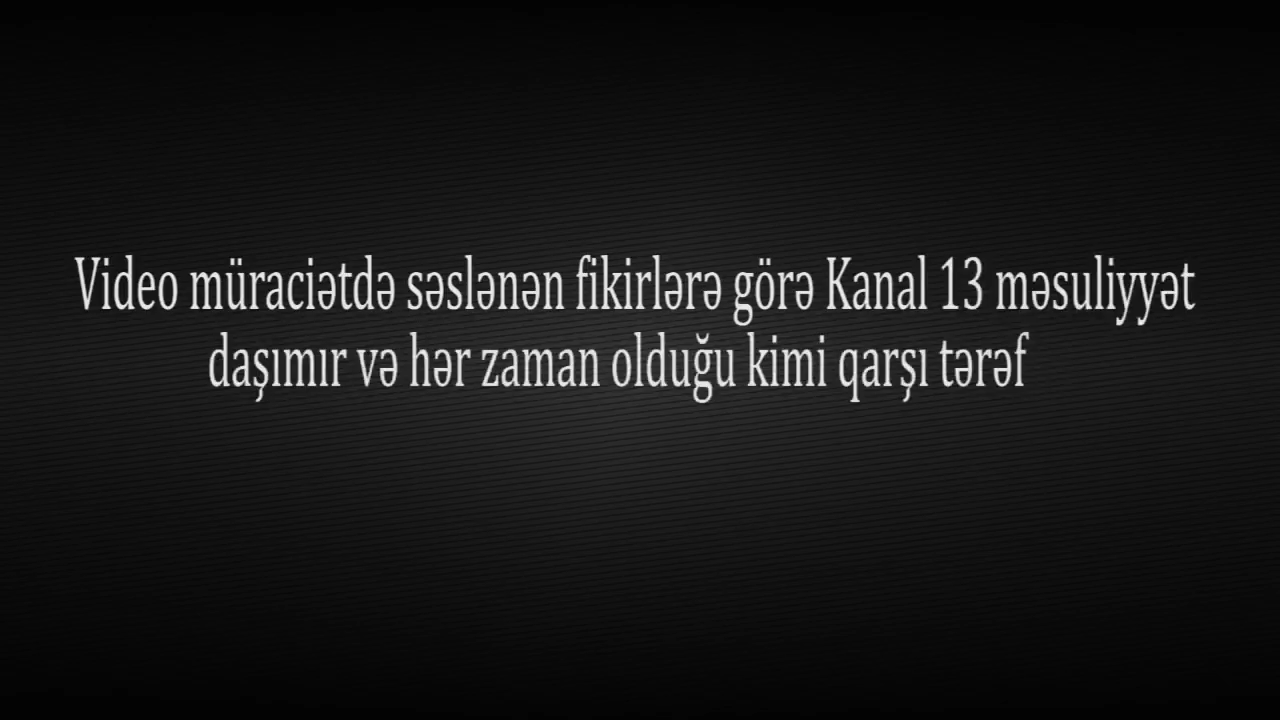 Video müraciətdə səslənən fikirlərə görə Kanal 13 məsuliyyət
daşımır və hər zaman olduğu kimi qarşı tərəf